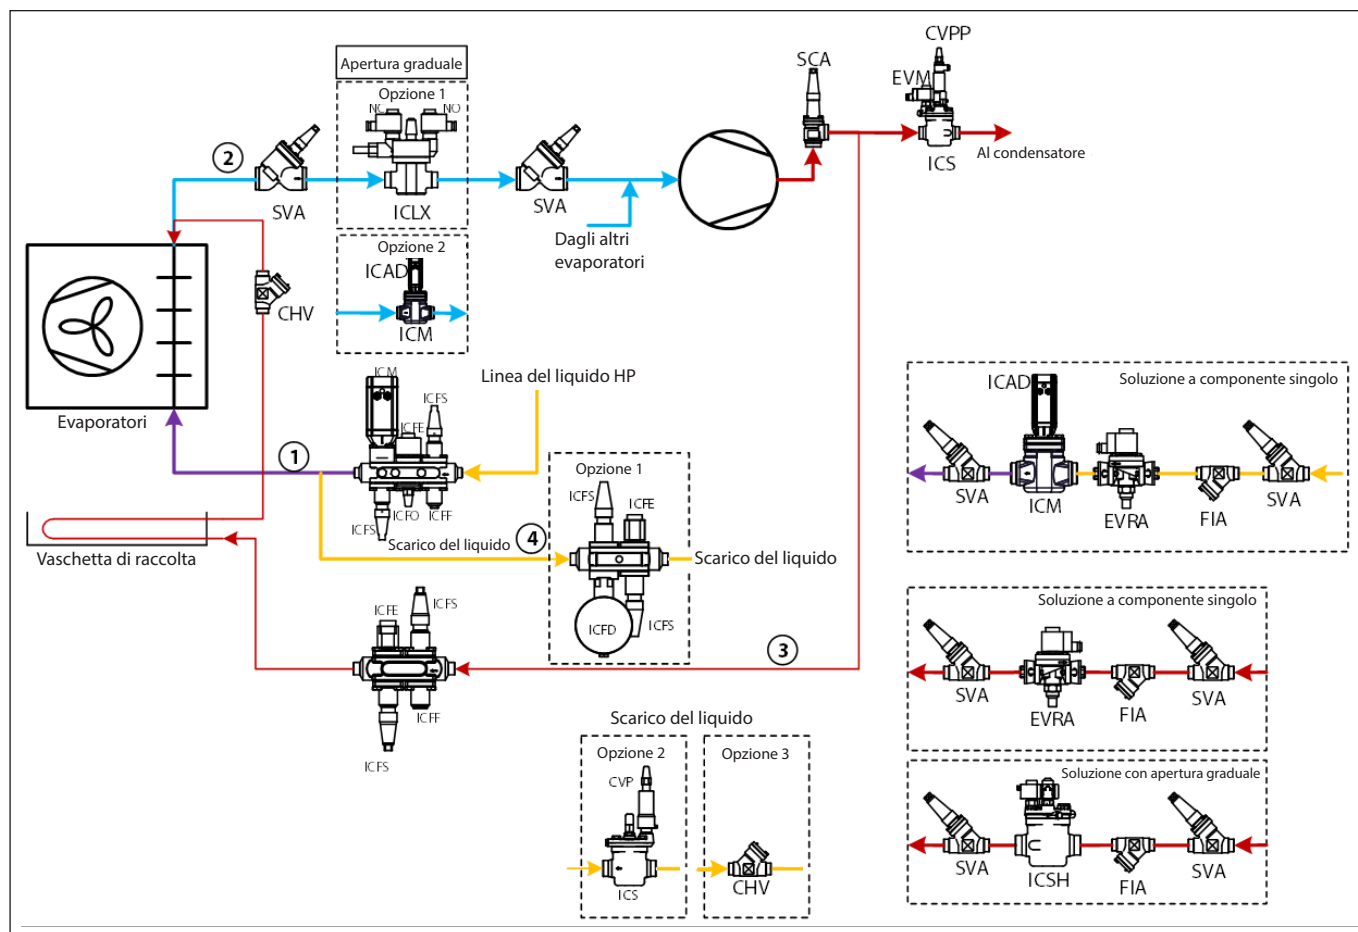 CVPP
SCA
EVM
Apertura graduale
Opzione 1
NC
NO
2
SVA
ICLX
SVA
ICS
Al condensatore
Dagli altri
evaporatori
Opzione 2
ICAD
ICM
CHV
Evaporatori
ICM
ICFS
ICFE
Linea del liquido HP
1
ICFS
ICFO
ICFF
Scarico del liquido
4
Opzione 1
ICFS
ICFE
Scarico del liquido
ICFD
ICFS
Vaschetta di raccolta
ICFE
ICFS
ICFF
ICFS
3
Soluzione a componente singolo
ICAD
SVA
ICM
EVRA
FIA
SVA
Soluzione a componente singolo
SVA
EVRA
FIA
SVA
Scarico del liquido
Opzione 2
CVP
ICS
Opzione 3
CHV
Soluzione con apertura graduale
SVA
ICSH
FIA
SVA